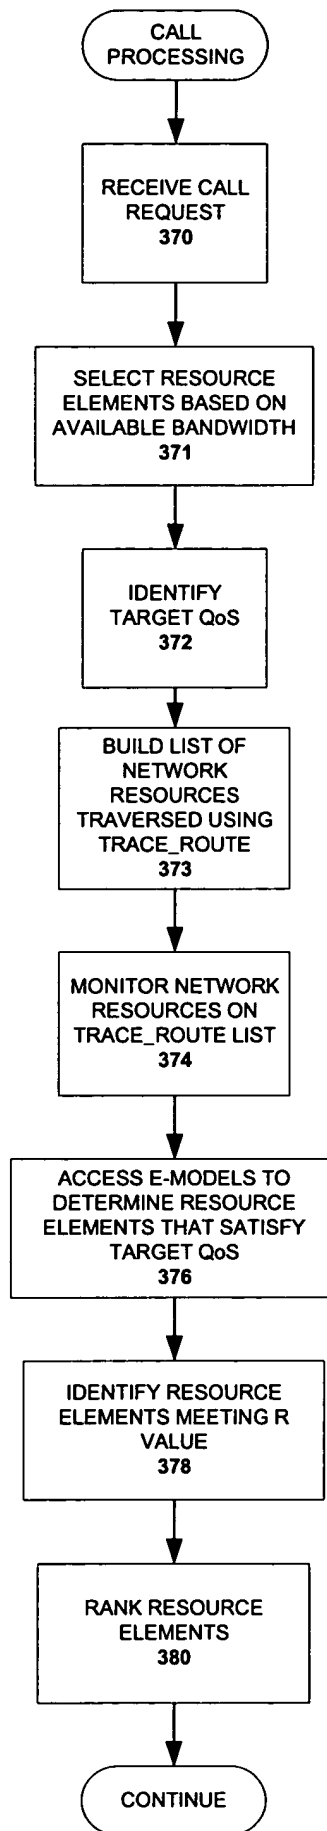 CALL
PROCESSING
RECEIVE CALL
REQUEST
370
SELECT RESOURCE
ELEMENTS BASED ON
AVAILABLE BANDWIDTH
371
IDENTIFY
TARGET QoS
372
BUILD LIST OF
NETWORK
RESOURCES
TRAVERSED USING
TRACE_ROUTE
373
MONITOR NETWORK
RESOURCES ON
TRACE_ROUTE LIST
374
ACCESS E-MODELS TO
DETERMINE RESOURCE
ELEMENTS THAT SATISFY
TARGET QoS
376
IDENTIFY RESOURCE
ELEMENTS MEETING R
VALUE
378
RANK RESOURCE
ELEMENTS
380
CONTINUE